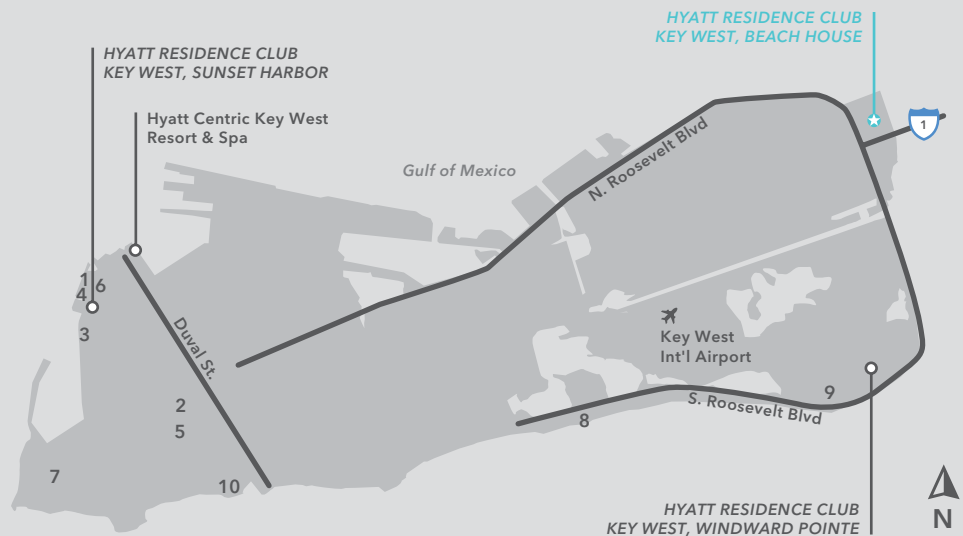 HYATT RESIDENCE CLUB
KEY WEST, BEACH HOUSE
HYATT RESIDENCE CLUB
KEY WEST, SUNSET HARBOR
Hyatt Centric Key West
Resort & Spa
1
Gulf of Mexico
N. Roosevelt Blvd
1
6
4
3
Duval St.
Key West
Int'l Airport
2
5
S. Roosevelt Blvd
9
8
7
10
HYATT RESIDENCE CLUB
KEY WEST, WINDWARD POINTE
N